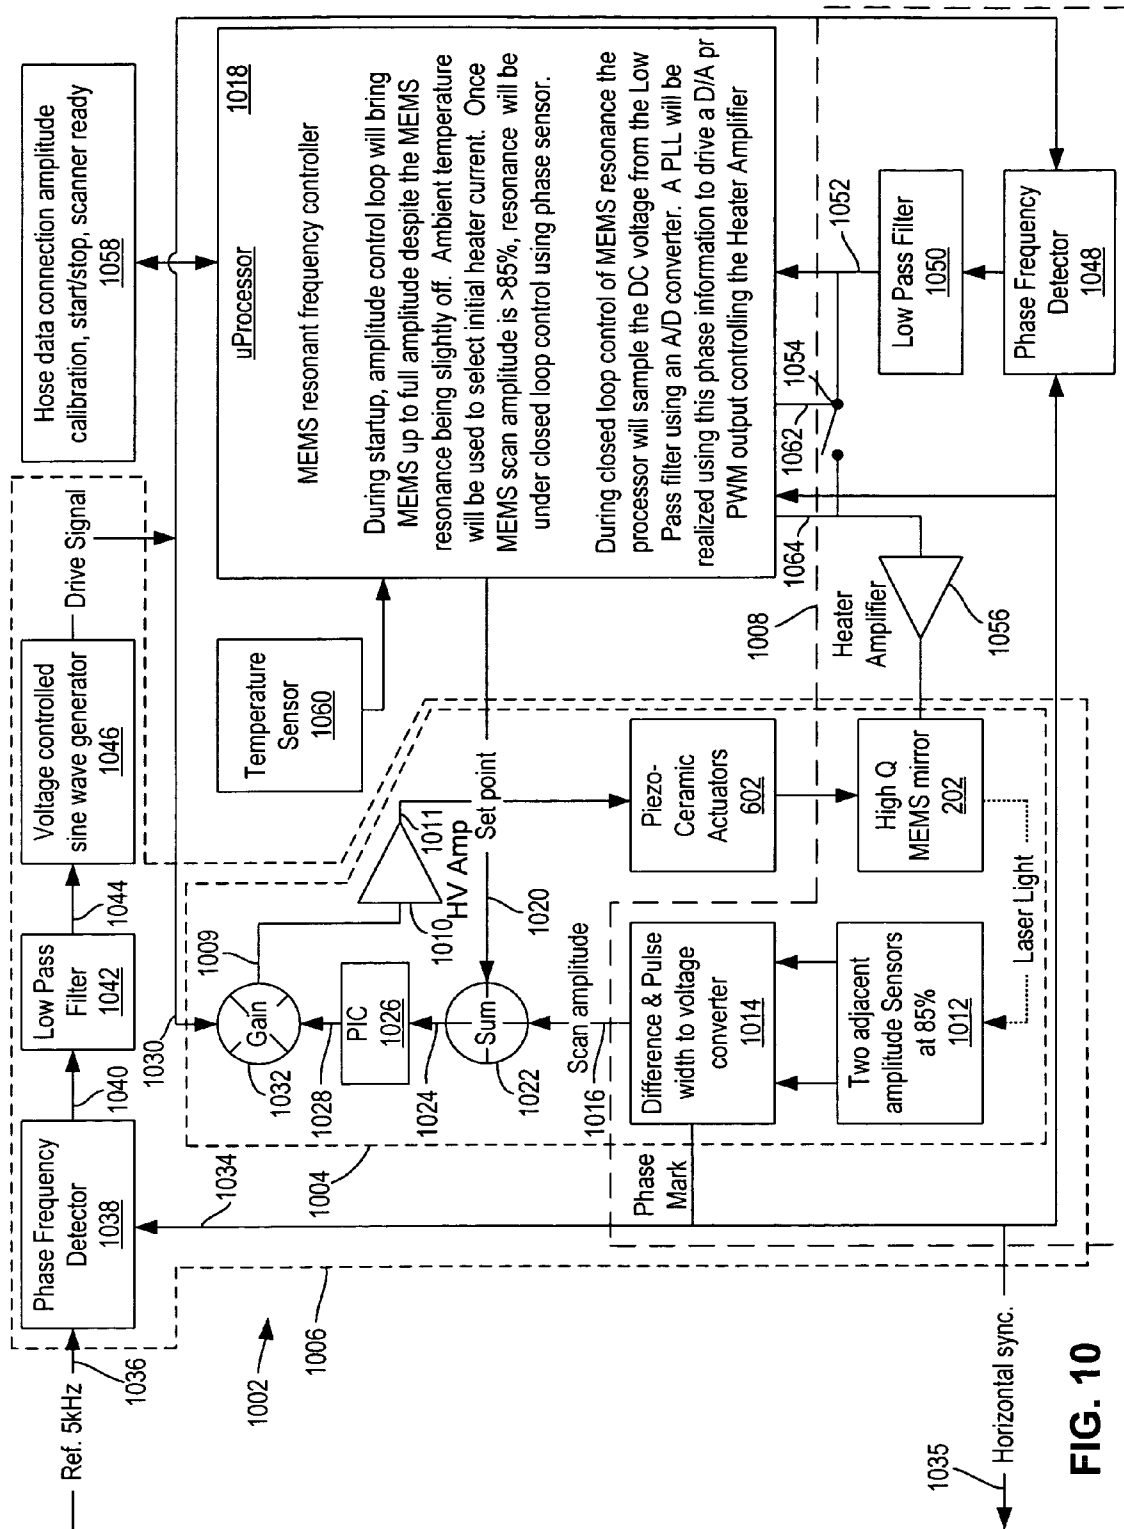 Ref. 5kHz
1036
Phase Frequency
Detector
1038
1040
Low Pass
Filter
1042
1044
Voltage controlled
sine wave generator
1046
Drive Signal
Hose data connection amplitude
calibration, start/stop, scanner ready
1058
1006
1002
1034
1004
1030
Gain
1032
1009
1028
PIC
1026
1024
Sum
1022
1010
1011
HV Amp
Set point
1020
Scan amplitude
1016
Temperature
Sensor
1060
uProcessor
1018
MEMS resonant frequency controller
During startup, amplitude control loop will bring
MEMS up to full amplitude despite the MEMS
resonance being slightly off. Ambient temperature
will be used to select initial heater current. Once
MEMS scan amplitude is >85%, resonance will be
under closed loop control using phase sensor.
During closed loop control of MEMS resonance the
processor will sample the DC voltage from the Low
Pass filter using an A/D converter. A PLL will be
realized using this phase information to drive a D/A pr
PWM output controlling the Heater Amplifier
Phase
Mark
Difference & Pulse
width to voltage
converter
1014
Two adjacent
amplitude Sensors
at 85%
1012
Piezo-
Ceramic
Actuators
602
High Q
MEMS mirror
202
Laser Light
1008
Heater
Amplifier
1056
1064
1062
1054
1052
Low Pass Filter
1050
Phase Frequency
Detector
1048
1035
Horizontal sync.
FIG. 10